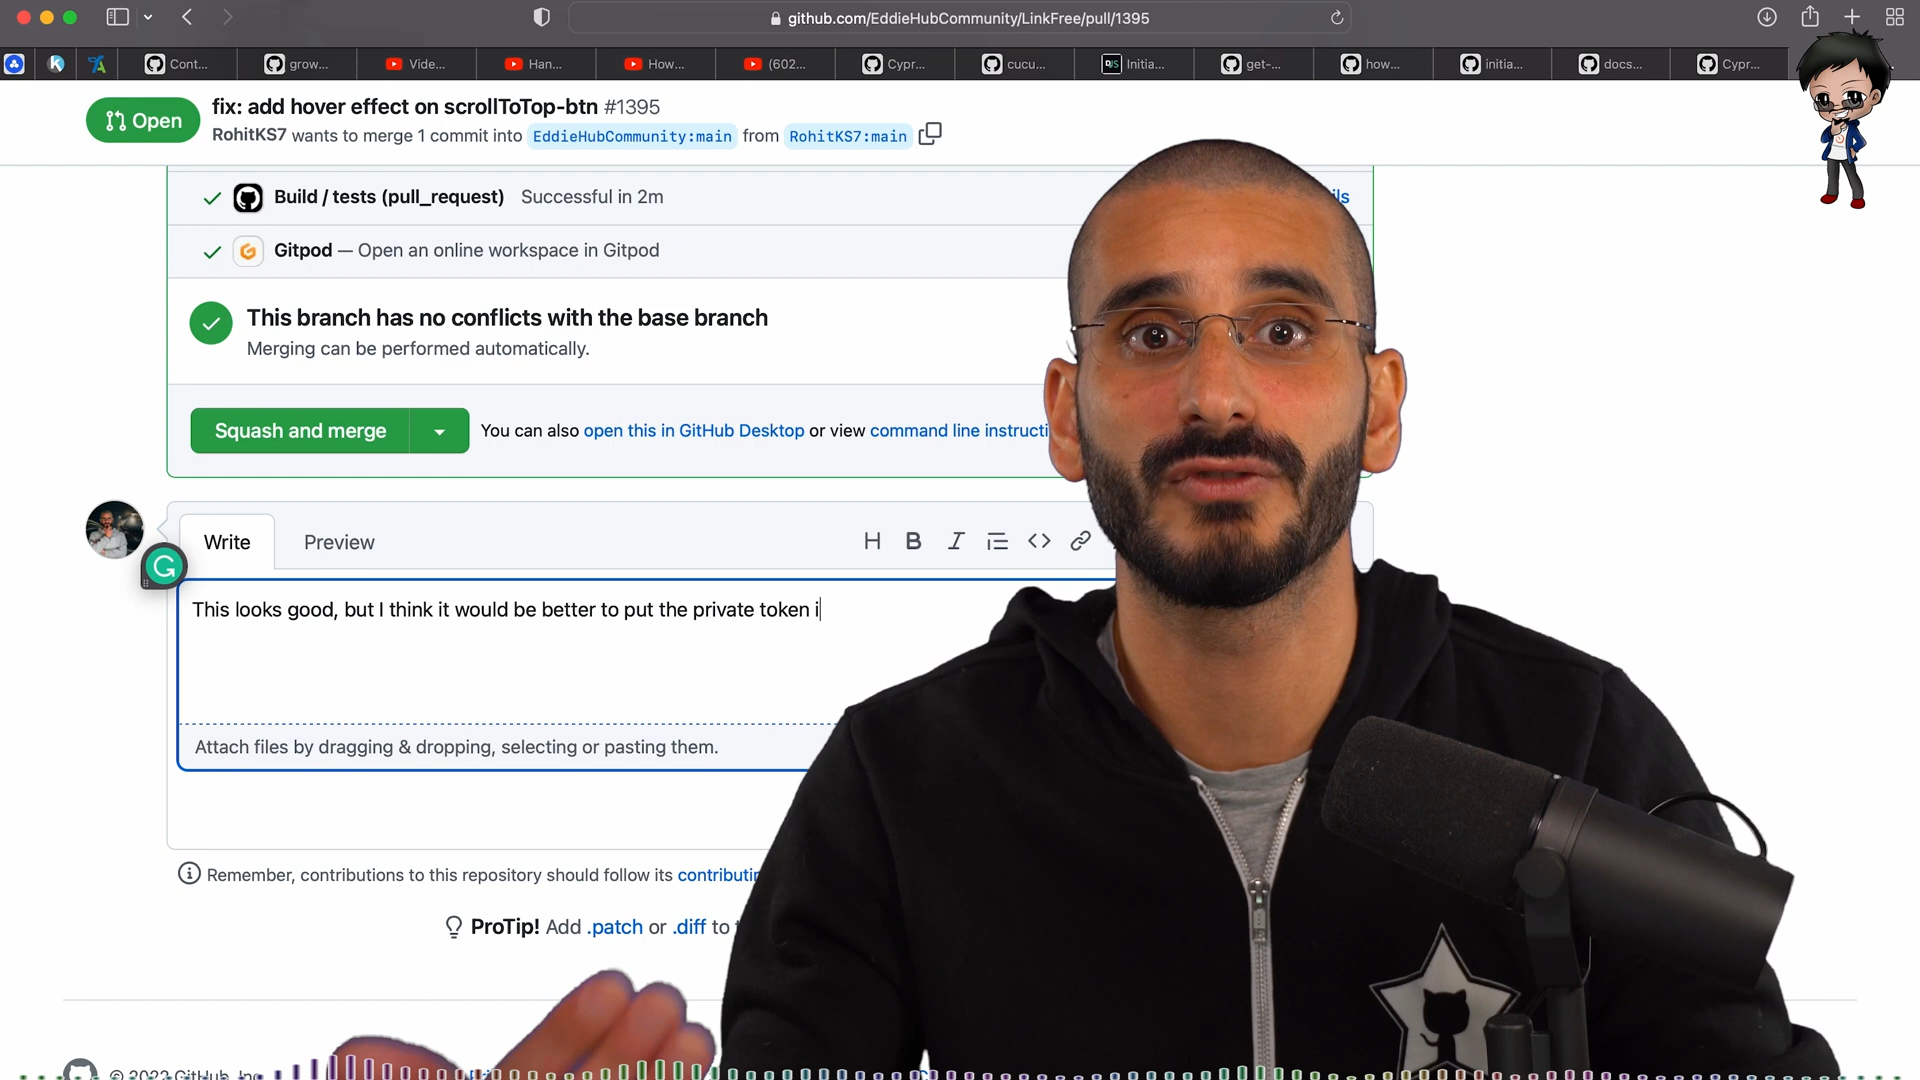 github.com/EddieHubCommunity/LinkFree/pull/1395
Cont...
grow...
Vide...
Han...
How...
(602...
Cypr...
cucu...
Initia...
get-...
how...
initia...
docs...
Cypr...
Open
fix: add hover effect on scrollToTop-btn #1395
RohitKS7 wants to merge 1 commit into EddieHubCommunity:main from RohitKS7:main
Build / tests (pull_request) Successful in 2m
ils
Gitpod — Open an online workspace in Gitpod
This branch has no conflicts with the base branch
Merging can be performed automatically.
Squash and merge
You can also open this in GitHub Desktop or view command line instructi
Write
Preview
H B I
This looks good, but I think it would be better to put the private token i
Attach files by dragging & dropping, selecting or pasting them.
Remember, contributions to this repository should follow its contributin
ProTip! Add .patch or .diff to t
© 2022 GitHub, Inc.